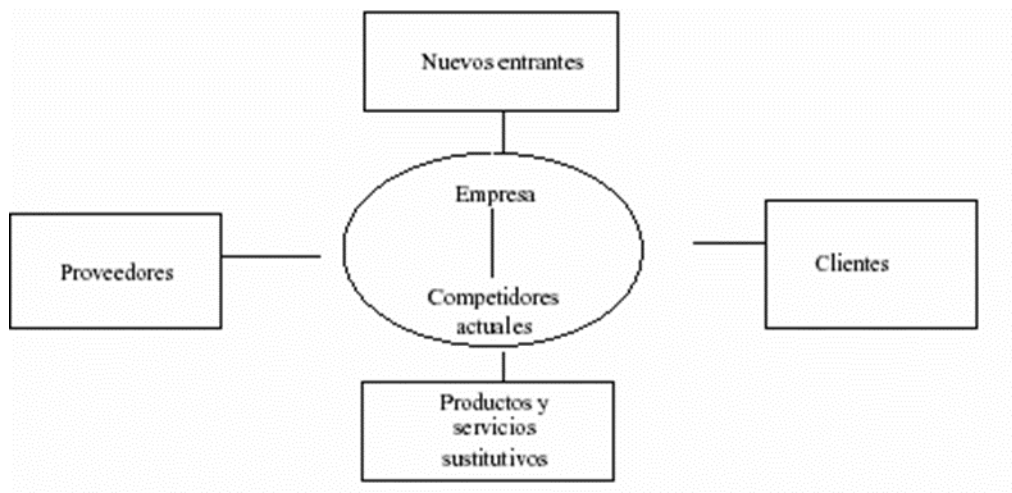 Nuevos entrantes
Empresa
Proveedores
Clientes
Competidores
actuales
Productos y
servicios
sustitutivos